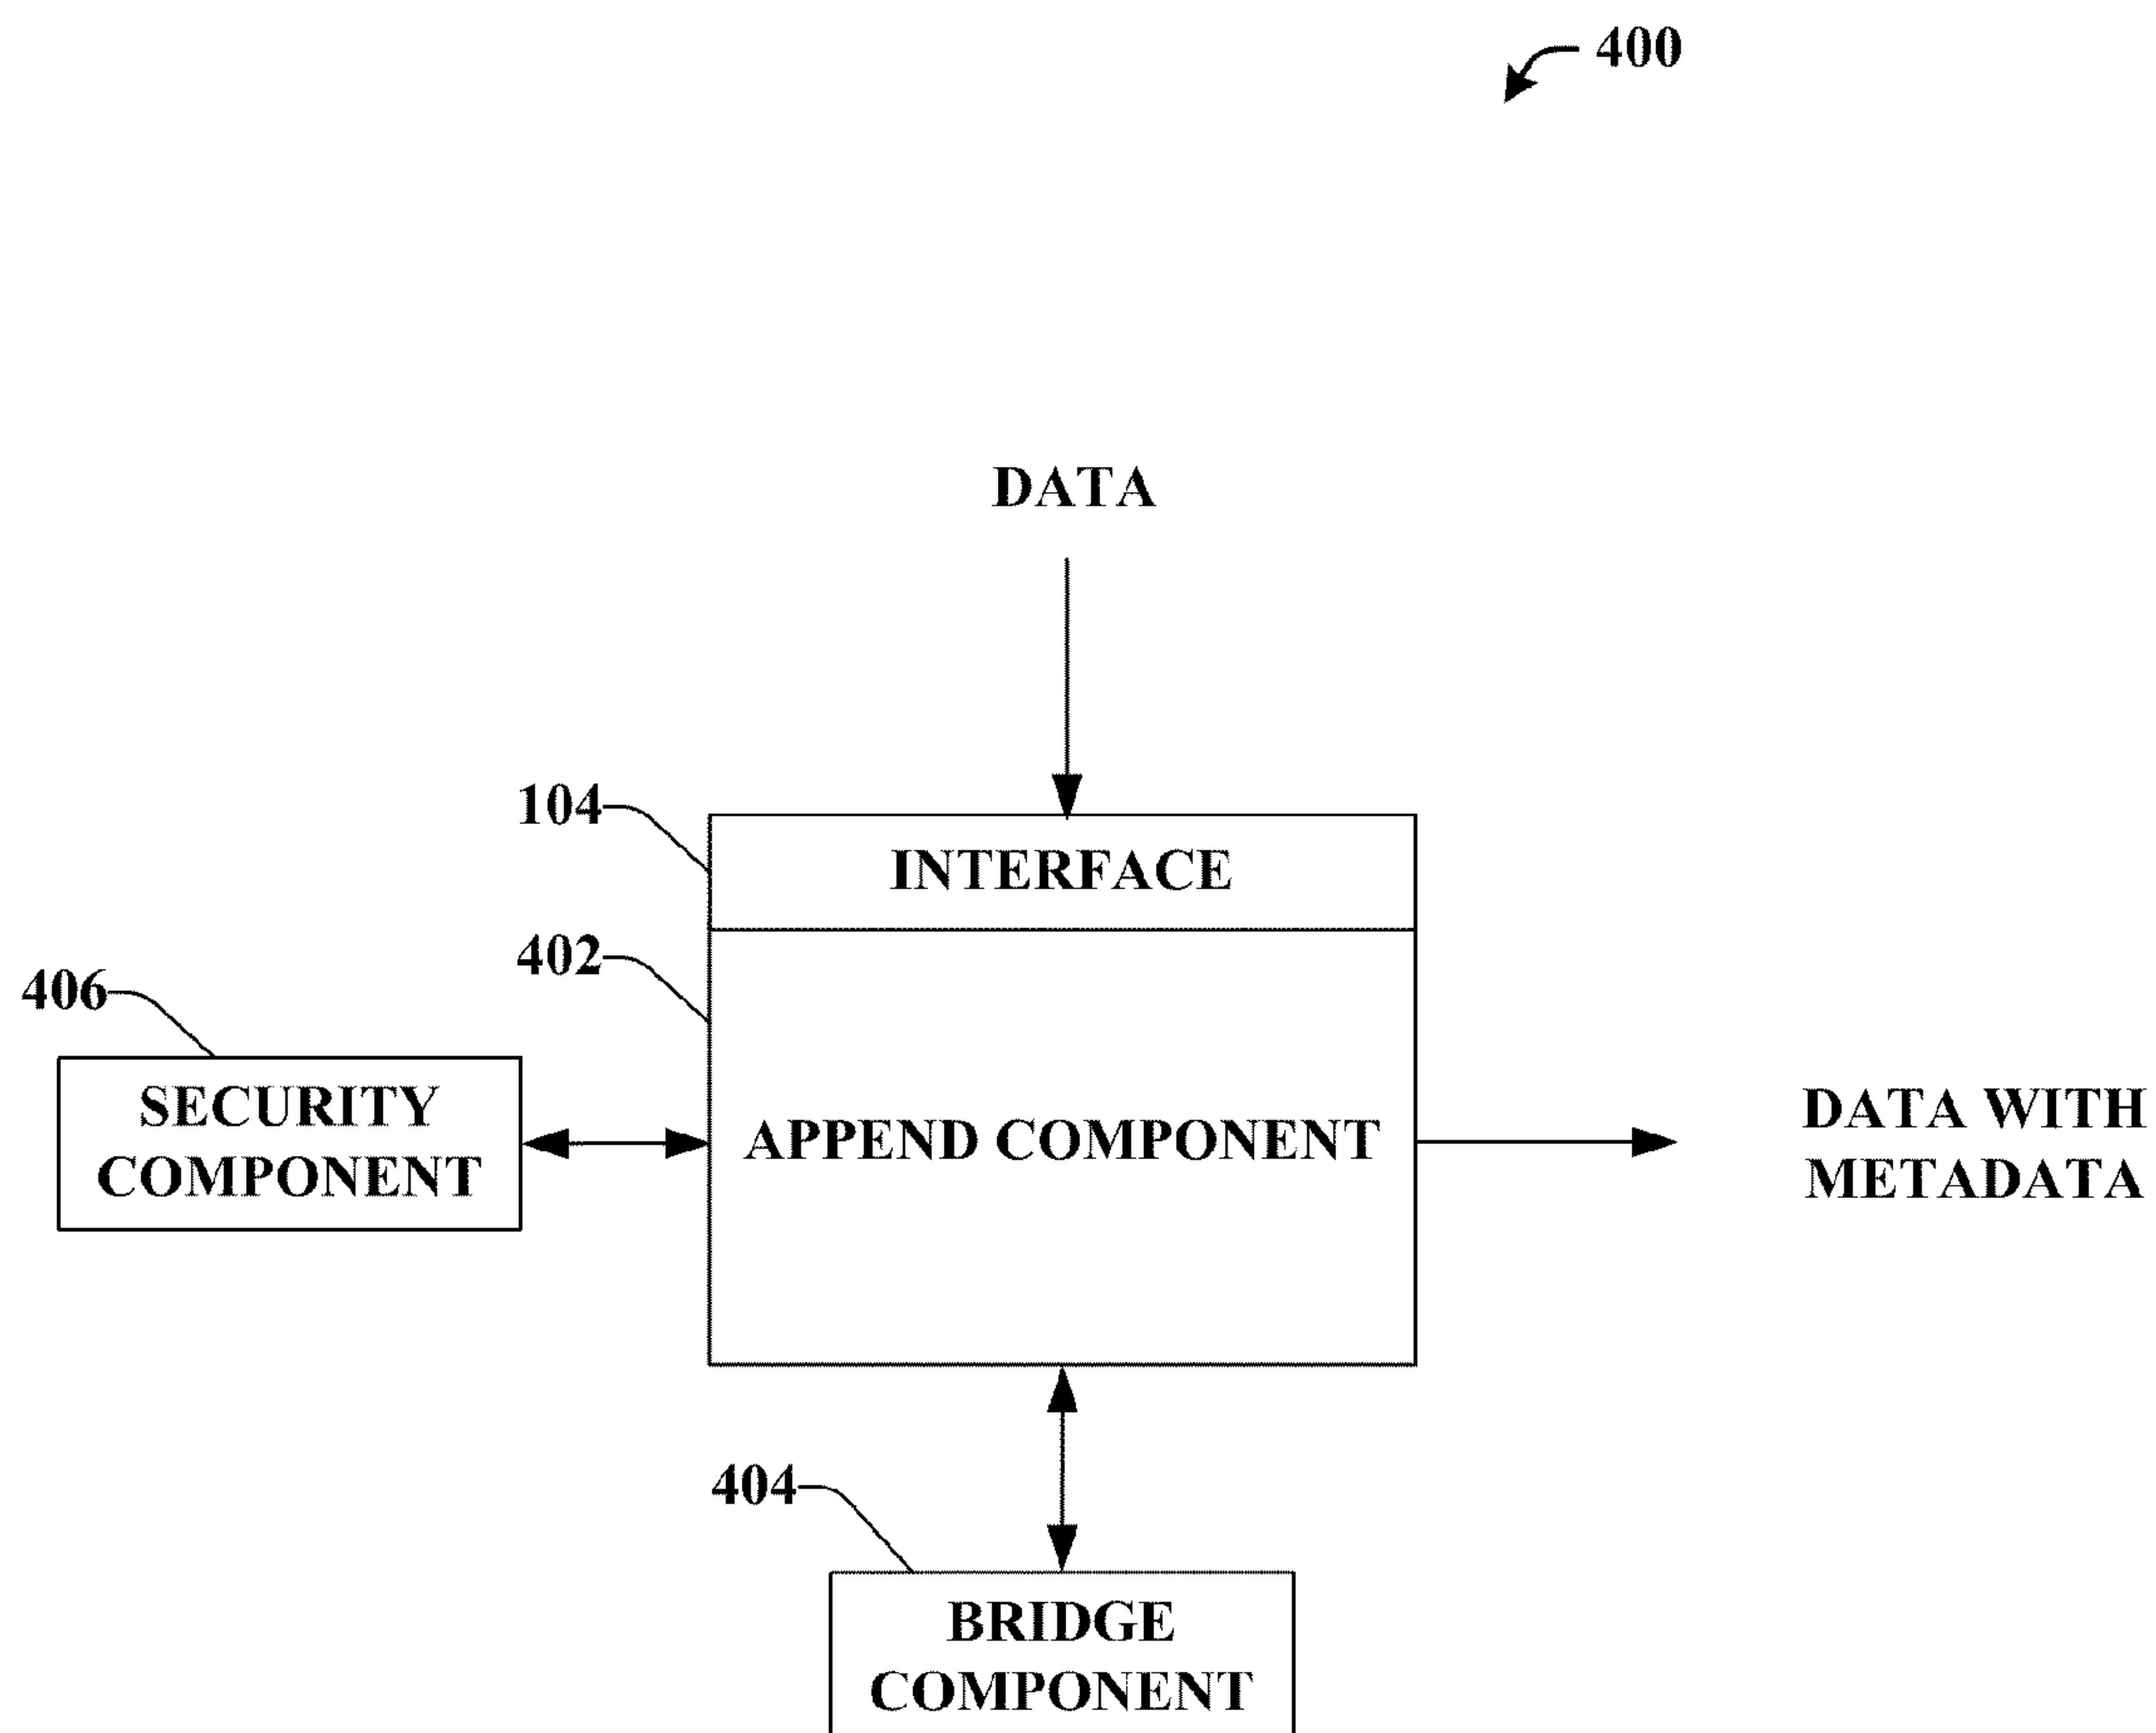 400
DATA
104
INTERFACE
402
406
SECURITY
COMPONENT
APPEND COMPONENT
DATA WITH
METADATA
404
BRIDGE
COMPONENT